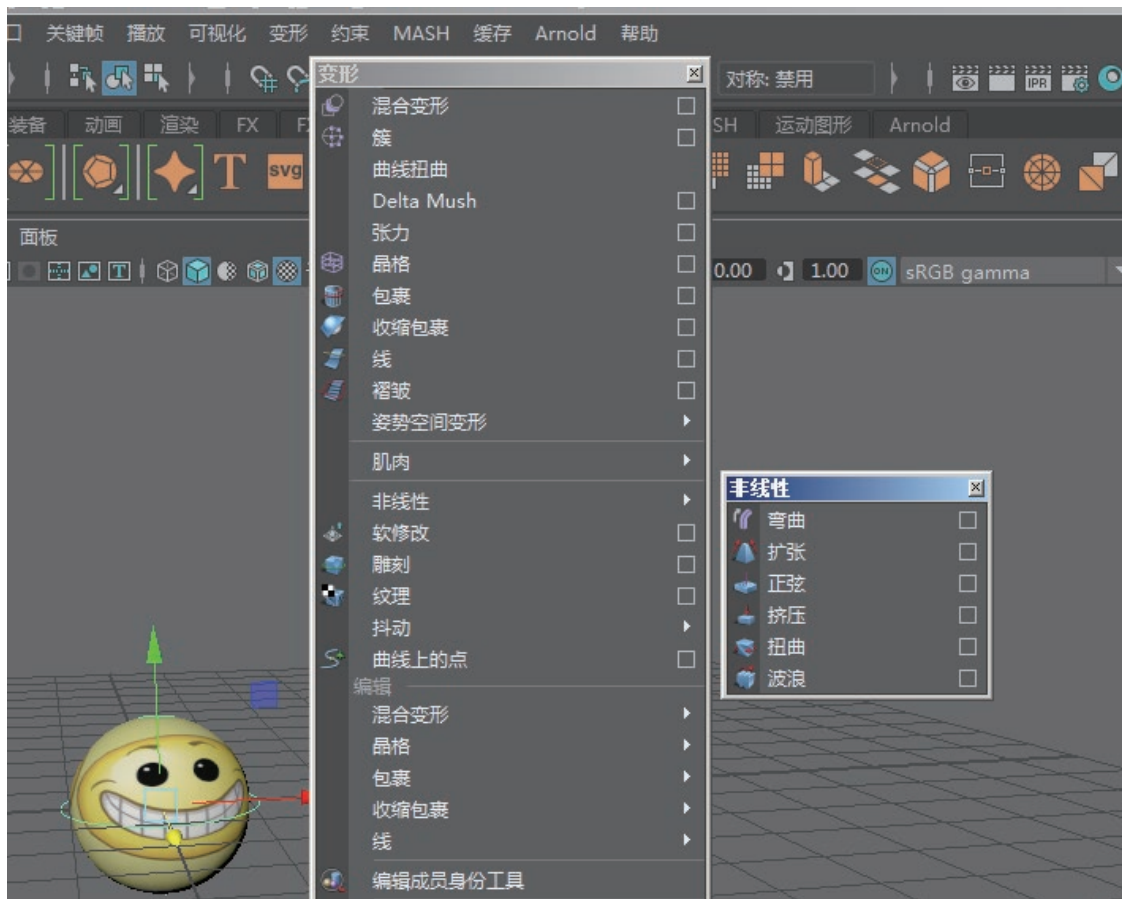 关键帧 播放 可视化 变形 约束 MASH 缓存 Arnold 帮助
变形
对称: 禁用
IPR
装备 动画 渲染 FX
SH 运动图形 Arnold
T
svg
面板
T
0.00 1.00 ON sRGB gamma
混合变形
簇
曲线扭曲
Delta Mush
张力
晶格
包裹
收缩包裹
线
褶皱
姿势空间变形
肌肉
非线性
软修改
雕刻
纹理
抖动
曲线上的点
编辑
混合变形
晶格
包裹
收缩包裹
线
编辑成员身份工具
非线性
弯曲
扩张
正弦
挤压
扭曲
波浪